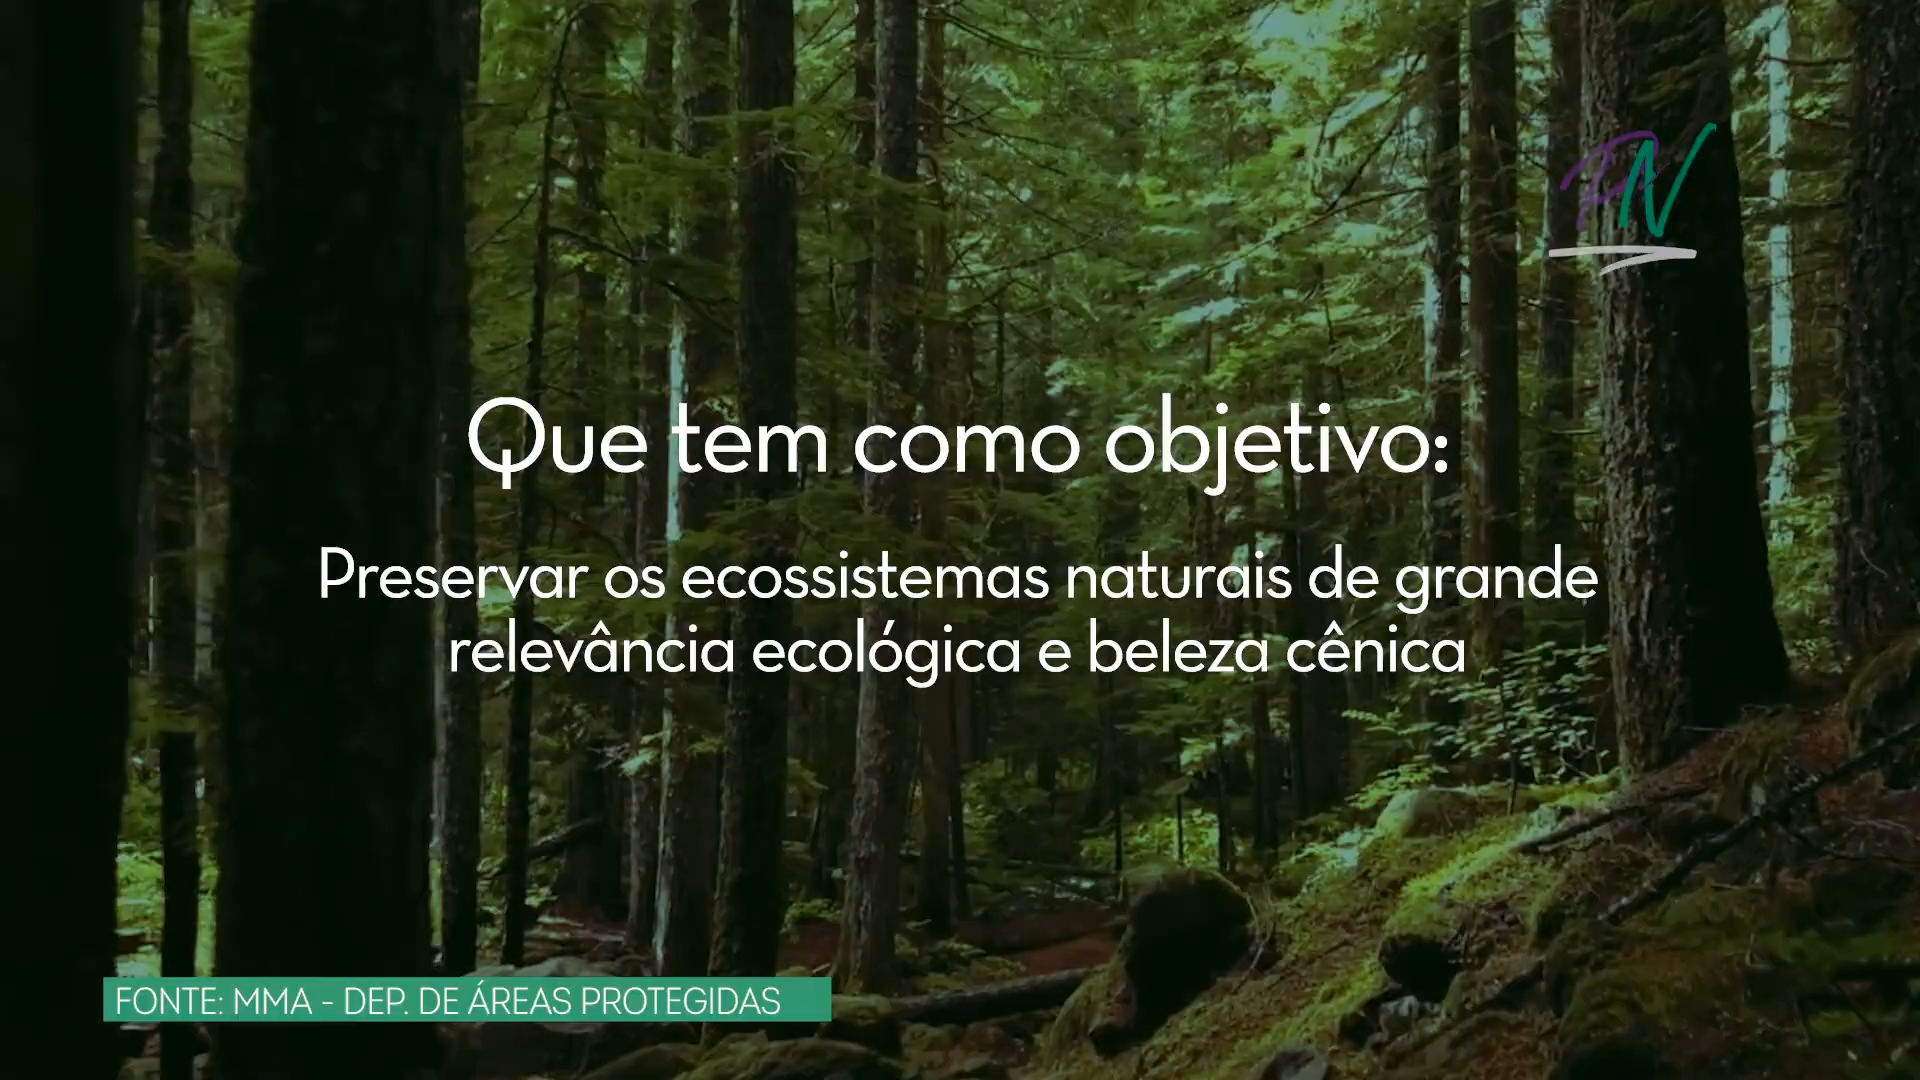 PN
Que tem como objetivo:
Preservar os ecossistemas naturais de grande
relevância ecológica e beleza cênica
FONTE: MMA - DEP. DE ÁREAS PROTEGIDAS